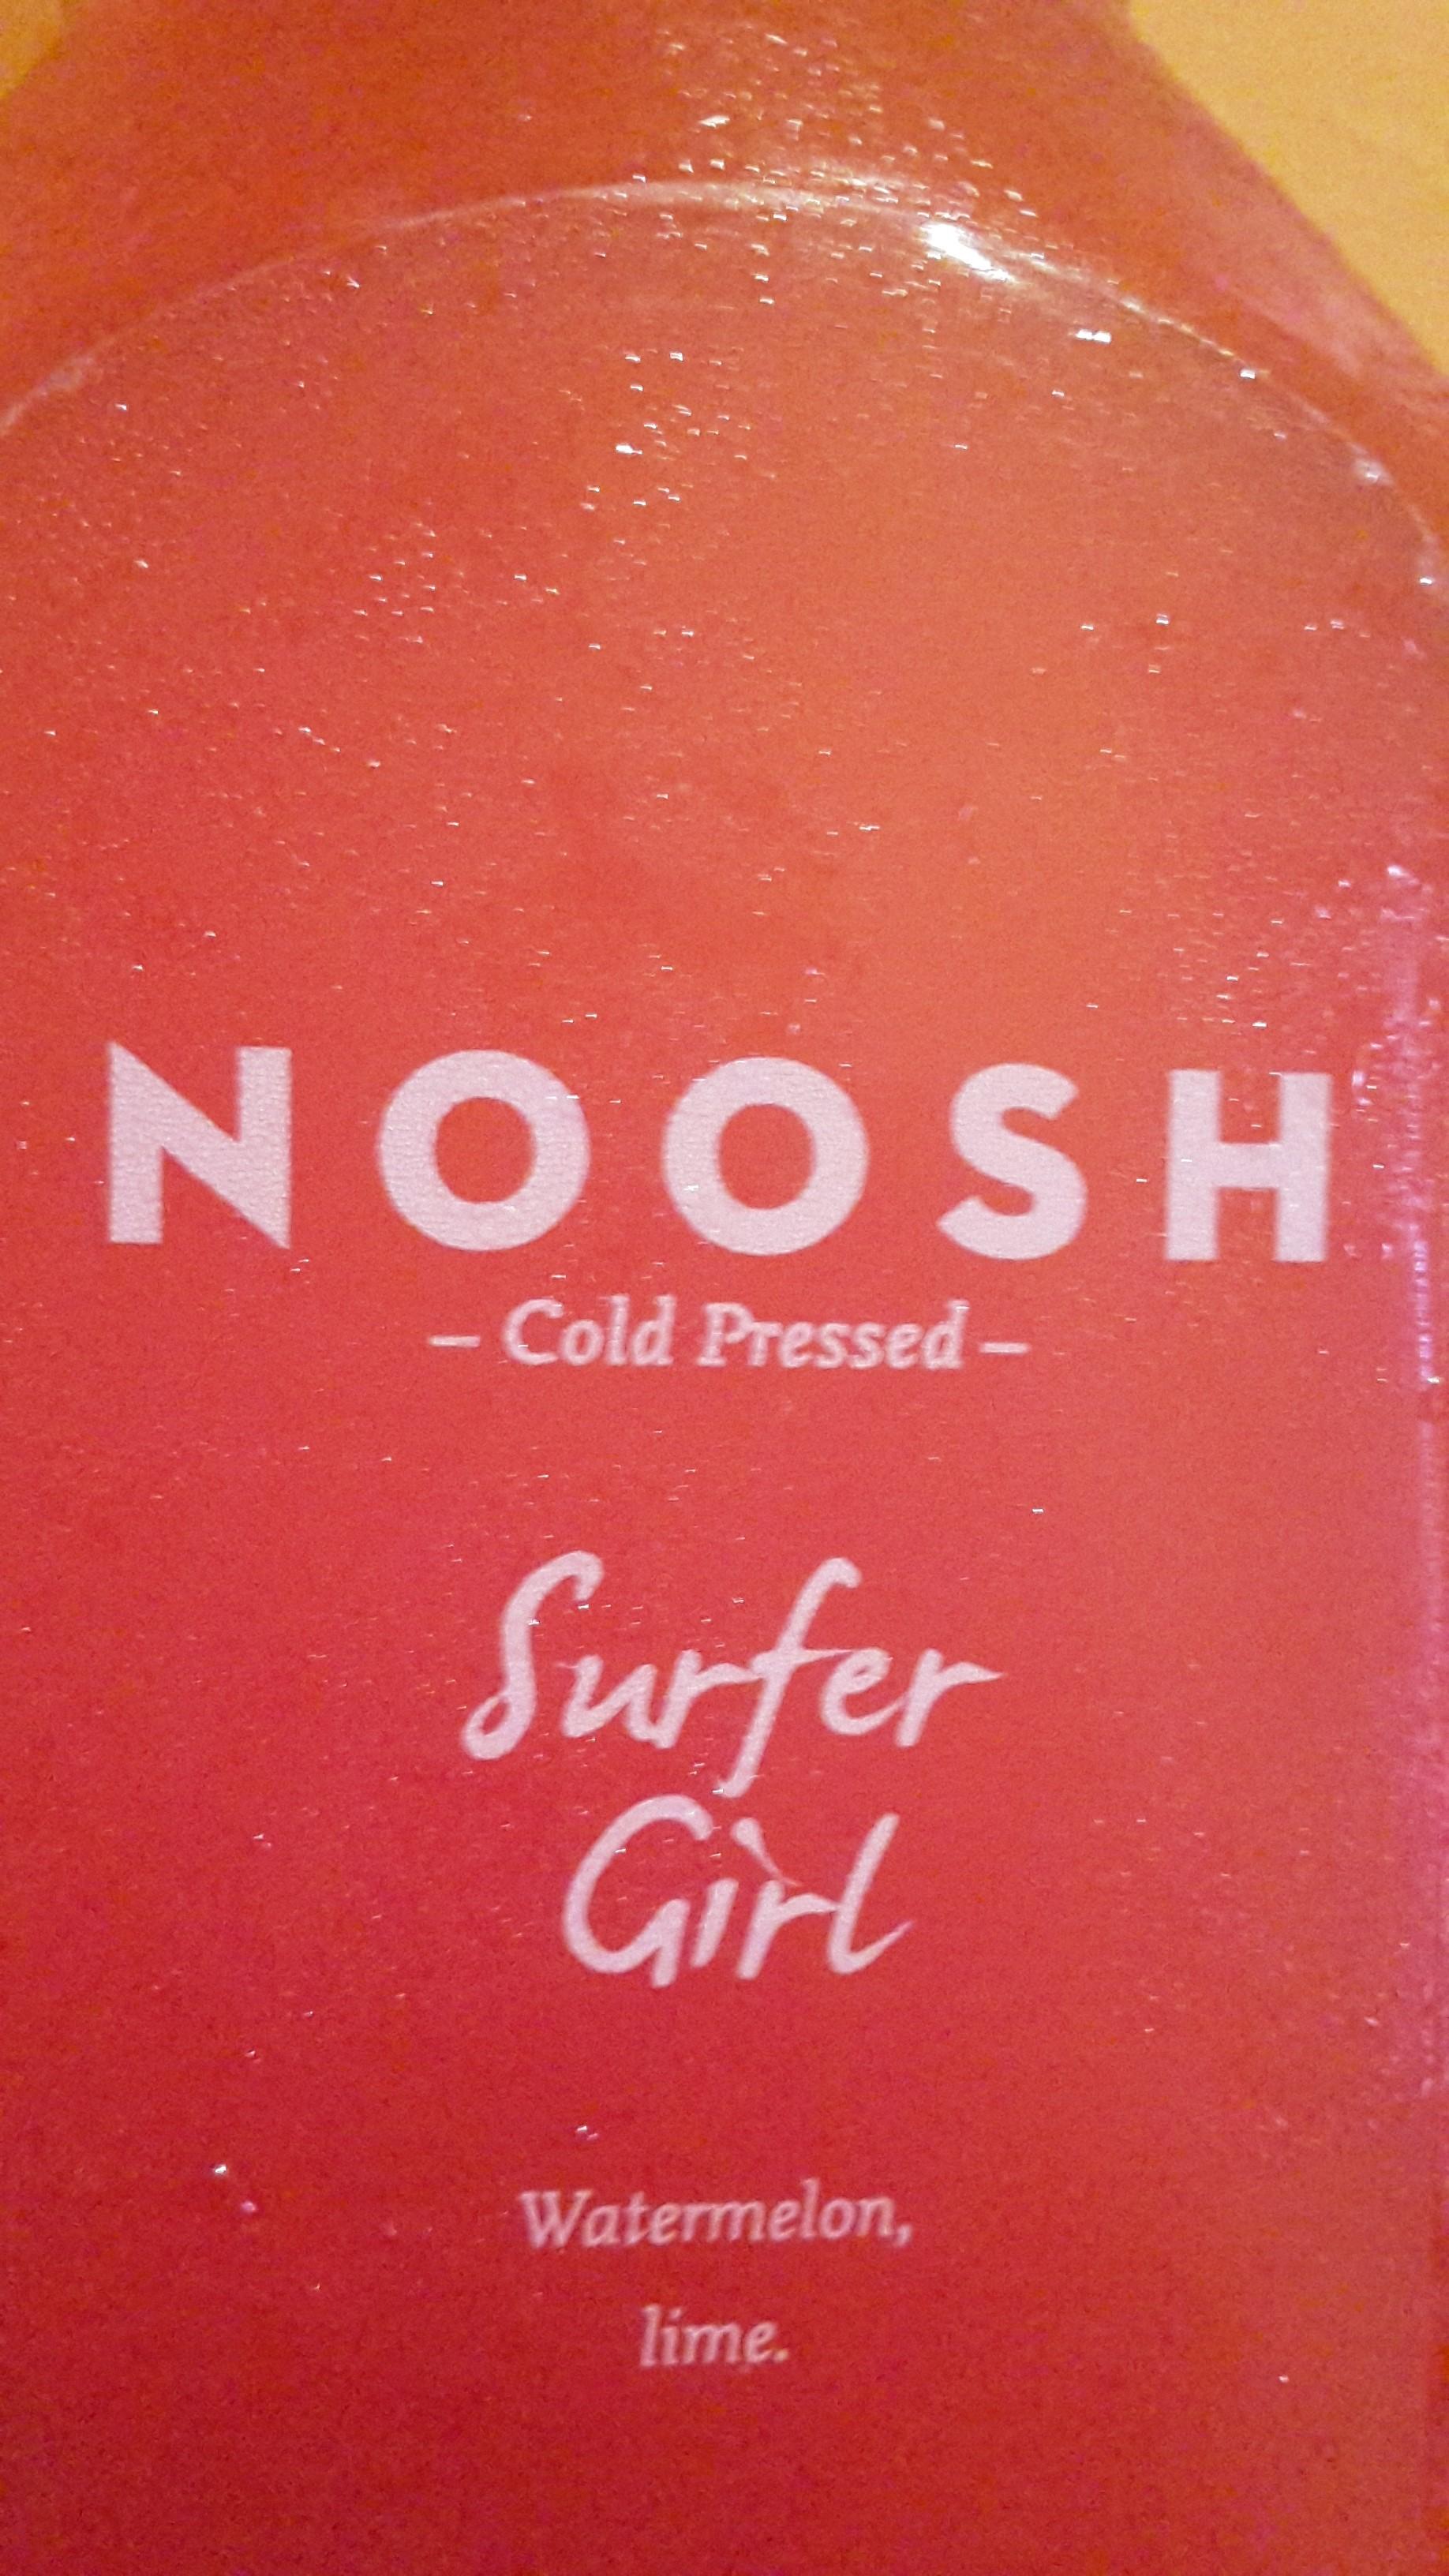 NOOSH
– Cold Pressed –
Surfer
Girl
Watermelon,
lime.